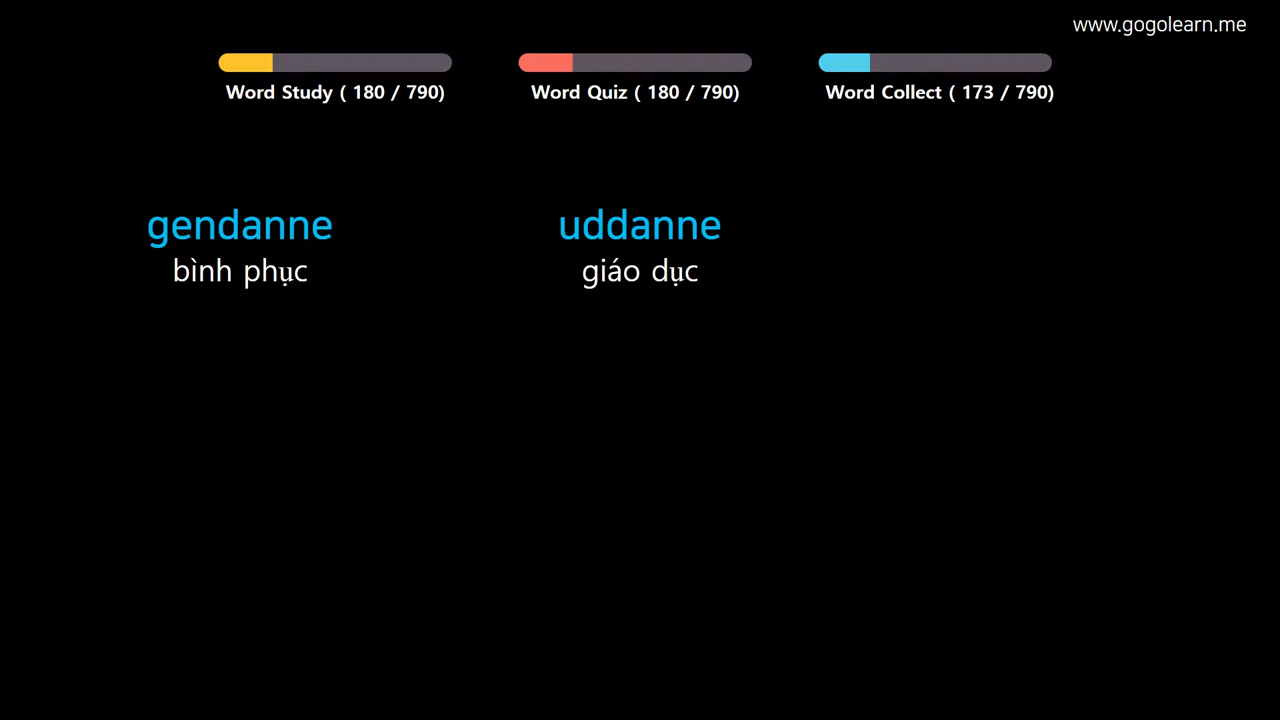 www.gogolearn.me
Word Study ( 180 / 790)
Word Quiz ( 180 / 790)
Word Collect ( 173 / 790)
gendanne
bình phục
uddanne
giáo dục